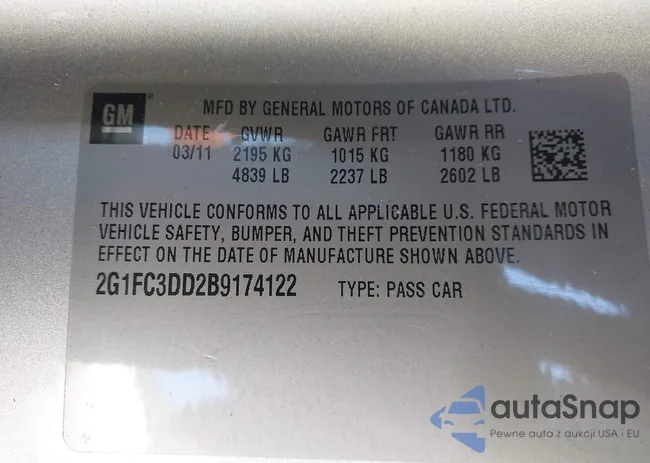 GM
MFD BY GENERAL MOTORS OF CANADA LTD.
DATE GVWR GAWR FRT GAWR RR
03/11 2195 KG 1015 KG 1180 KG
4839 LB 2237 LB 2602 LB
THIS VEHICLE CONFORMS TO ALL APPLICABLE U.S. FEDERAL MOTOR
VEHICLE SAFETY, BUMPER, AND THEFT PREVENTION STANDARDS IN
EFFECT ON THE DATE OF MANUFACTURE SHOWN ABOVE.
2G1FC3DD2B9174122 TYPE: PASS CAR
autaSnap
Pewne auta z aukcji USA i EU